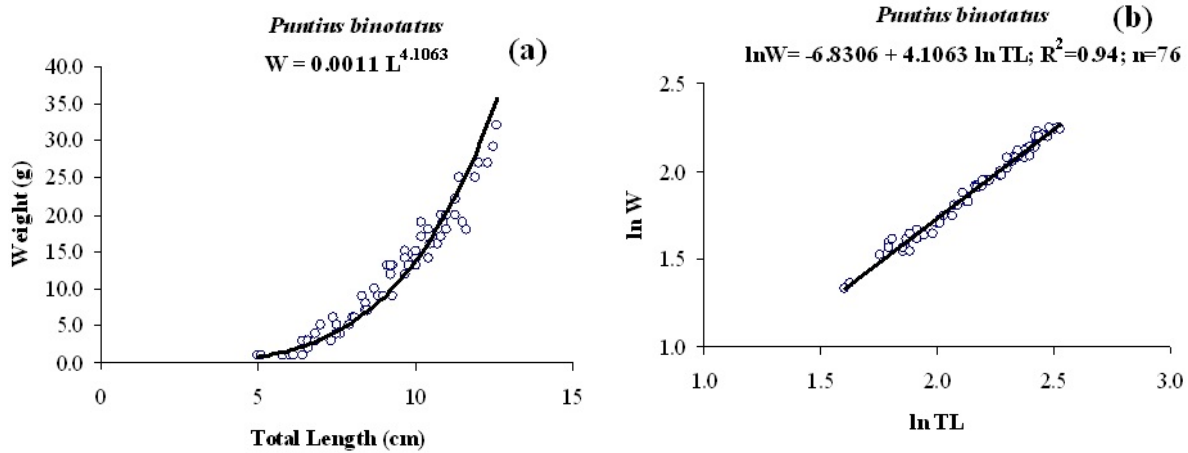 Puntius binotatus
W = 0.0011 L^4.1063
(a)
40.0
35.0
30.0
25.0
20.0
15.0
10.0
5.0
0.0
Weight (g)
0 5 10 15
Total Length (cm)
Puntius binotatus
(b)
lnW= -6.8306 + 4.1063 ln TL; R²=0.94; n=76
2.5
2.0
1.5
1.0
ln W
1.0 1.5 2.0 2.5 3.0
ln TL